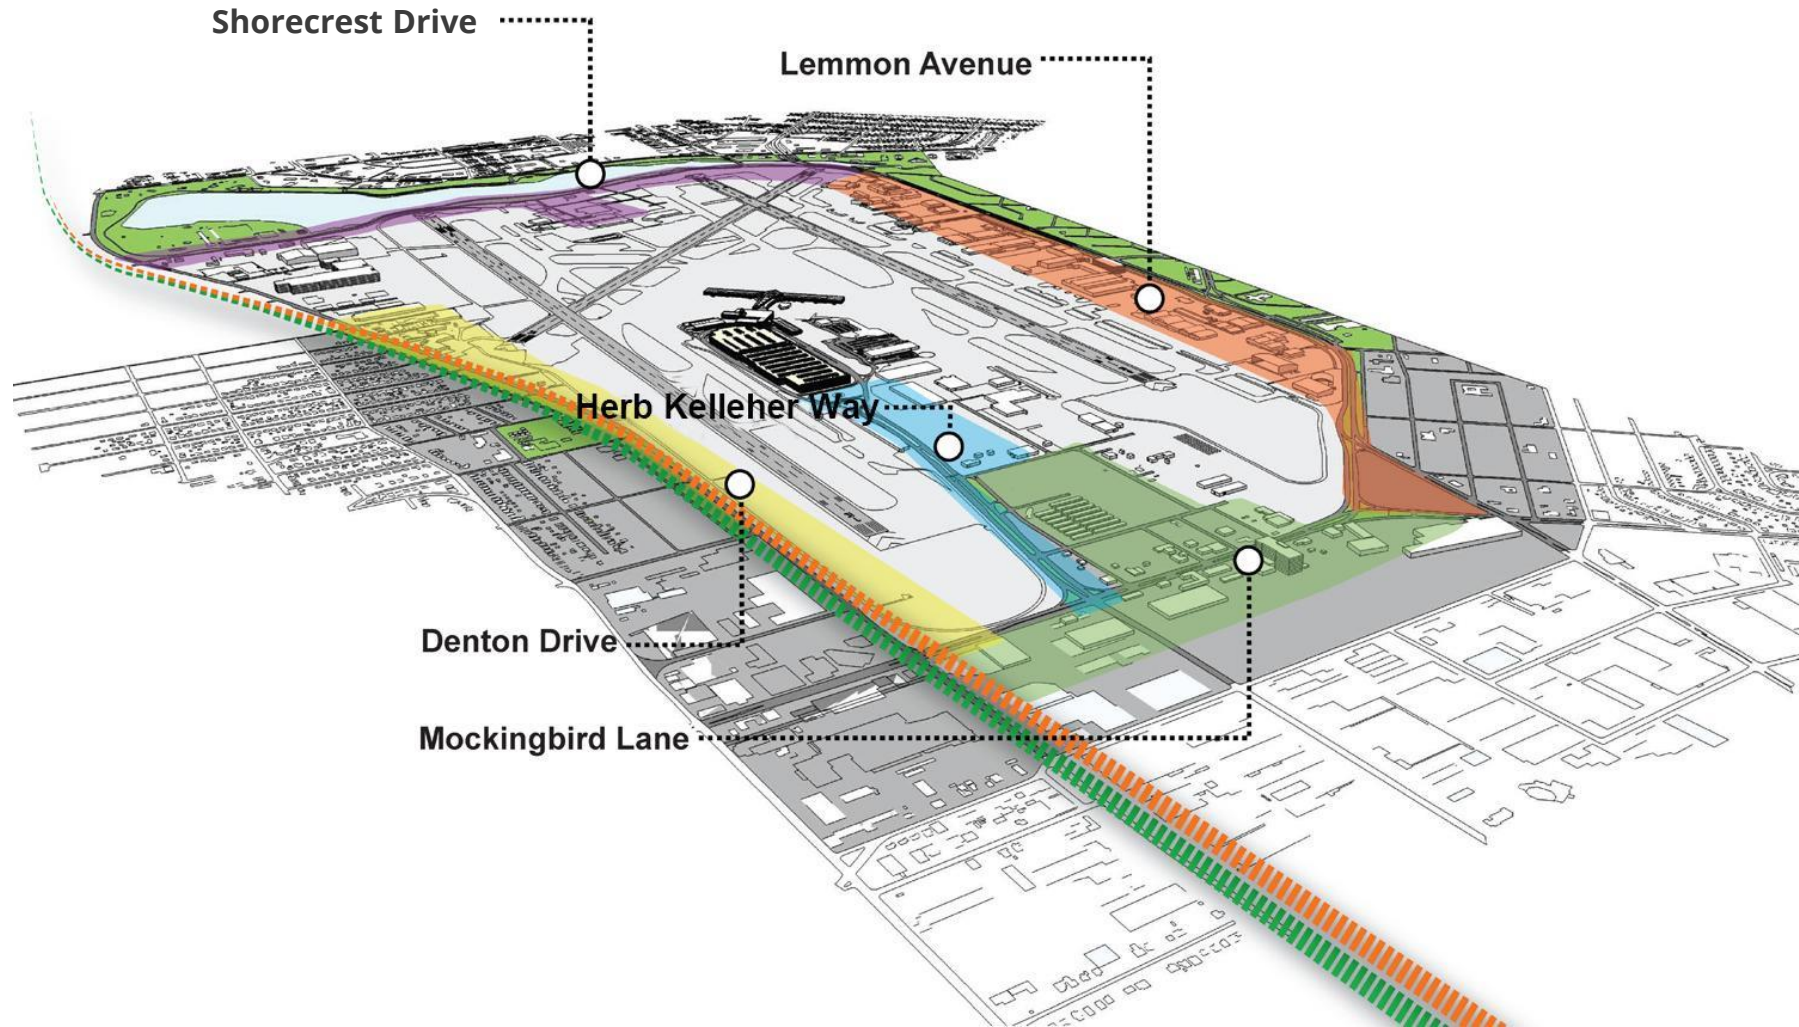 Shorecrest Drive
Lemmon Avenue
Herb Kelleher Way
Denton Drive
Mockingbird Lane